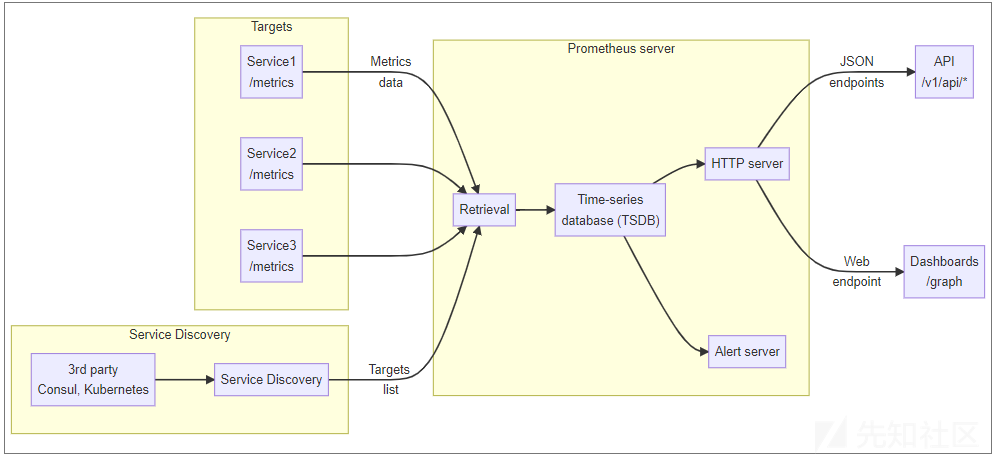 Targets
Service1
/metrics
Service2
/metrics
Service3
/metrics
Metrics
data
Service Discovery
3rd party
Consul, Kubernetes
Service Discovery
Targets
list
Prometheus server
Retrieval
Time-series
database (TSDB)
HTTP server
Alert server
JSON
endpoints
API
/v1/api/*
Web
endpoint
Dashboards
/graph
先知社区